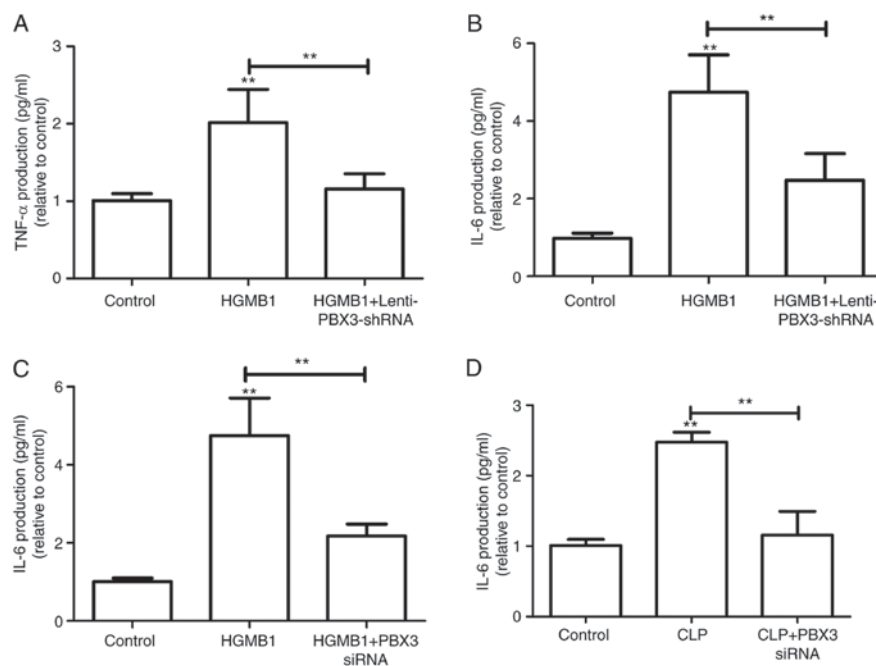 A
TNF-α production (pg/ml)
(relative to control)
3
2
1
0
**
**
Control
HGMB1
HGMB1+Lenti-
PBX3-shRNA
B
IL-6 production (pg/ml)
(relative to control)
6
4
2
0
**
**
Control
HGMB1
HGMB1+Lenti-
PBX3-shRNA
C
IL-6 production (pg/ml)
(relative to control)
6
4
2
0
**
**
Control
HGMB1
HGMB1+PBX3
siRNA
D
IL-6 production (pg/ml)
(relative to control)
3
2
1
0
**
**
Control
CLP
CLP+PBX3
siRNA